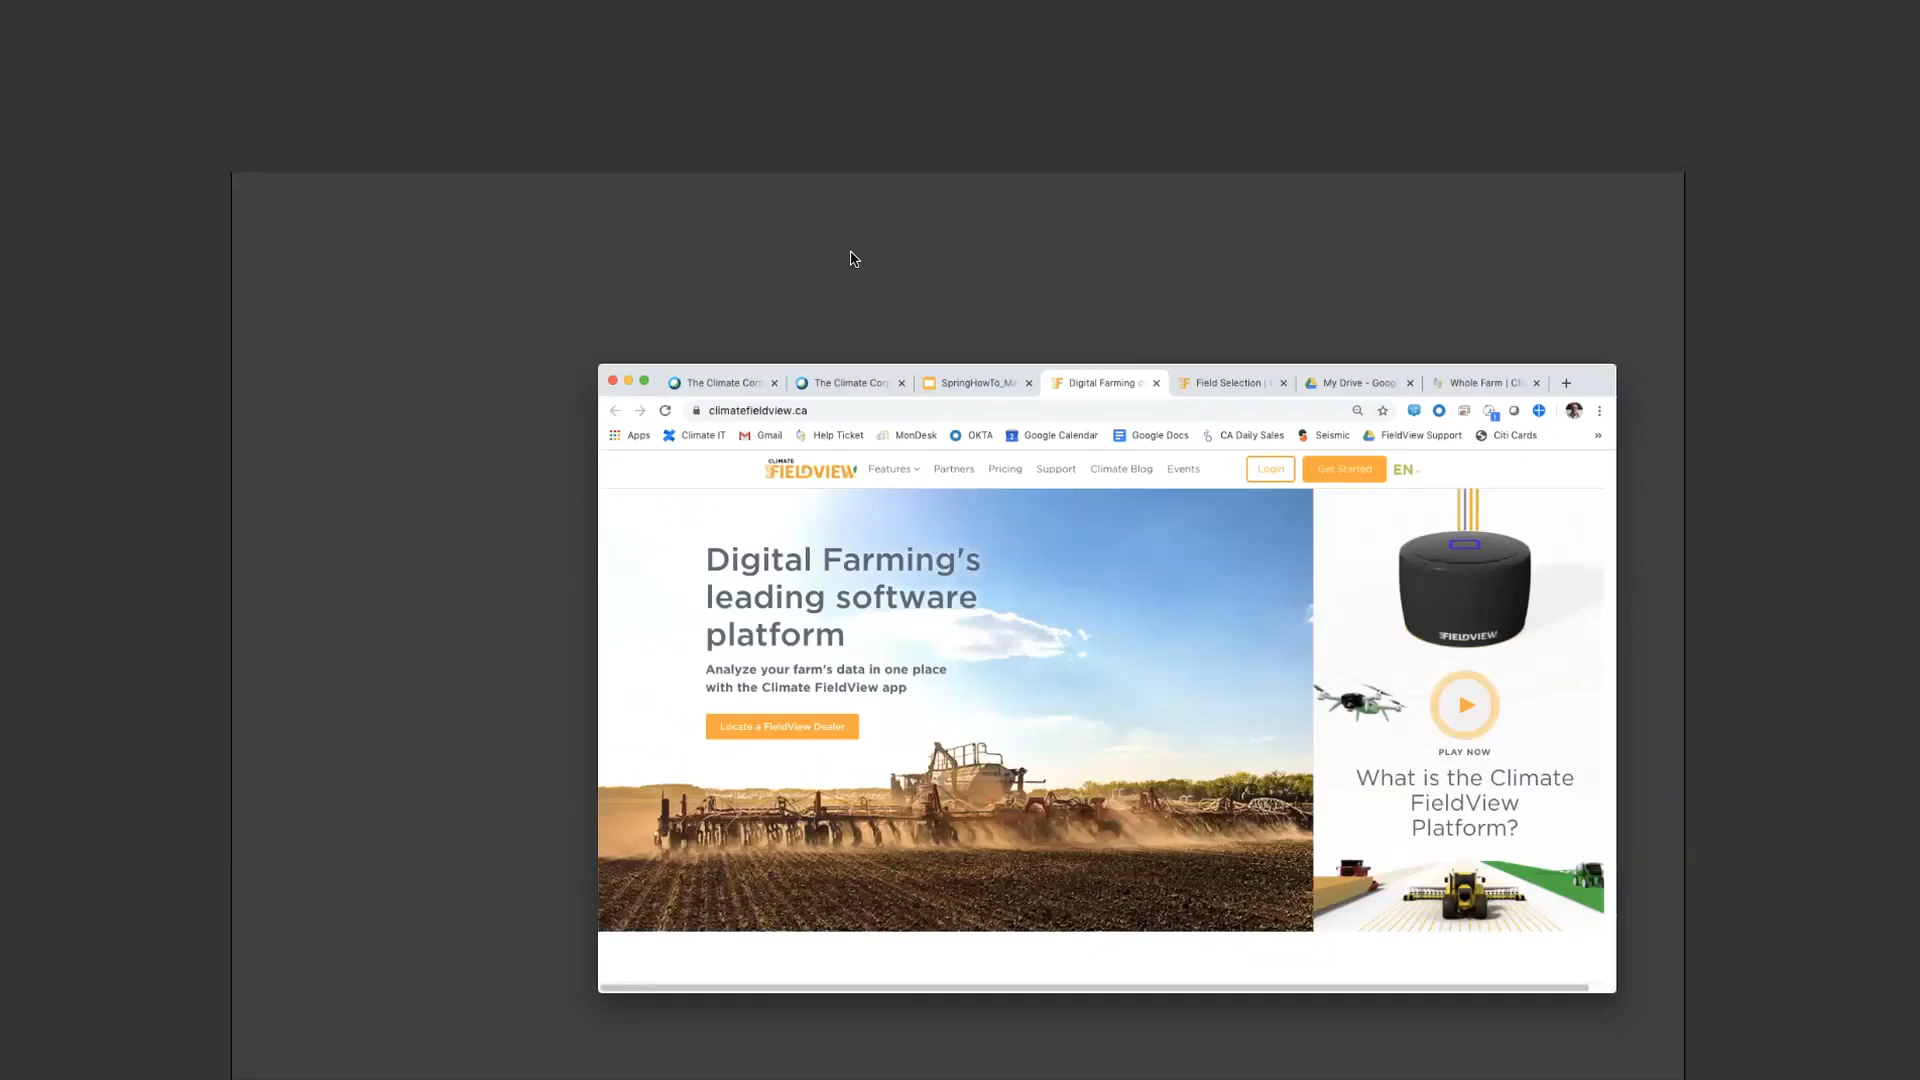 The Climate Corp
The Climate Corp
SpringHowTo_Ma
Digital Farming
Field Selection |
My Drive - Goog
Whole Farm | Cl
climatefieldview.ca
Apps
Climate IT
Gmail
Help Ticket
MonDesk
OKTA
Google Calendar
Google Docs
CA Daily Sales
Seismic
FieldView Support
Citi Cards
»
CLIMATE
FIELDVIEW
Features
Partners
Pricing
Support
Climate Blog
Events
Login
Get Started
EN
Digital Farming's
leading software
platform
Analyze your farm's data in one place
with the Climate FieldView app
Locate a FieldView Dealer
FIELDVIEW
PLAY NOW
What is the Climate
FieldView
Platform?